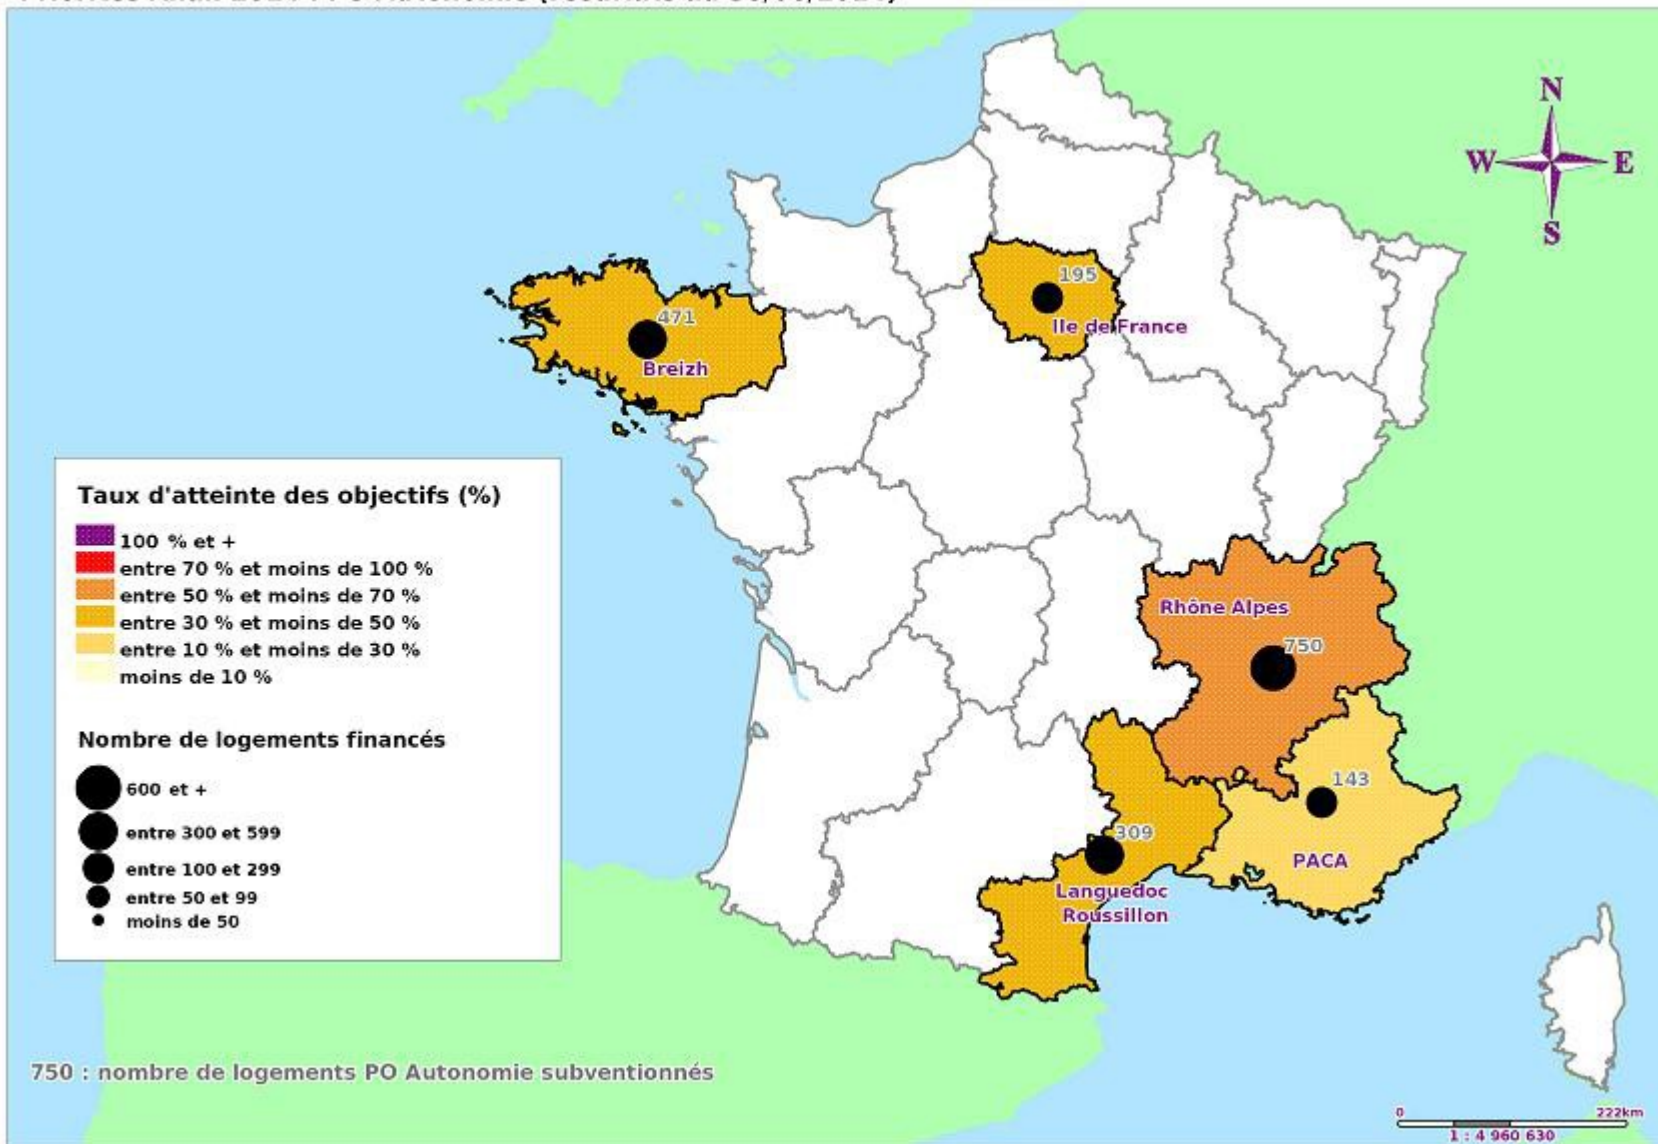 N
W E
S
195
Ile de France
471
Breizh
Taux d'atteinte des objectifs (%)
100 % et +
entre 70 % et moins de 100 %
entre 50 % et moins de 70 %
entre 30 % et moins de 50 %
entre 10 % et moins de 30 %
moins de 10 %
Rhône Alpes
750
Nombre de logements financés
600 et +
entre 300 et 599
entre 100 et 299
entre 50 et 99
moins de 50
143
309
PACA
Languedoc
Roussillon
750 : nombre de logements PO Autonomie subventionnés
0 222km
1 : 4 960 630